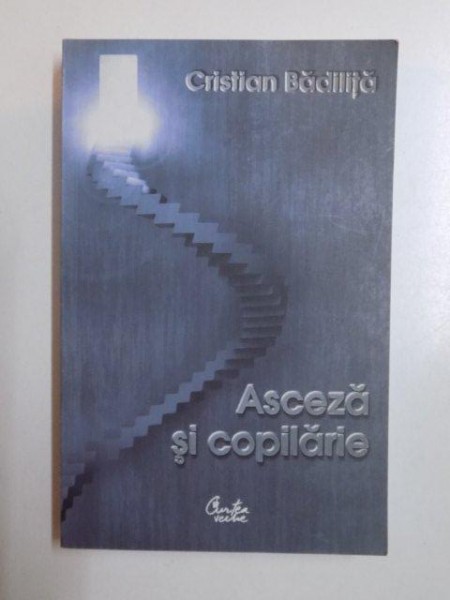 Cristian Bădiliță
Asceză
și copilărie
Curtea
veche